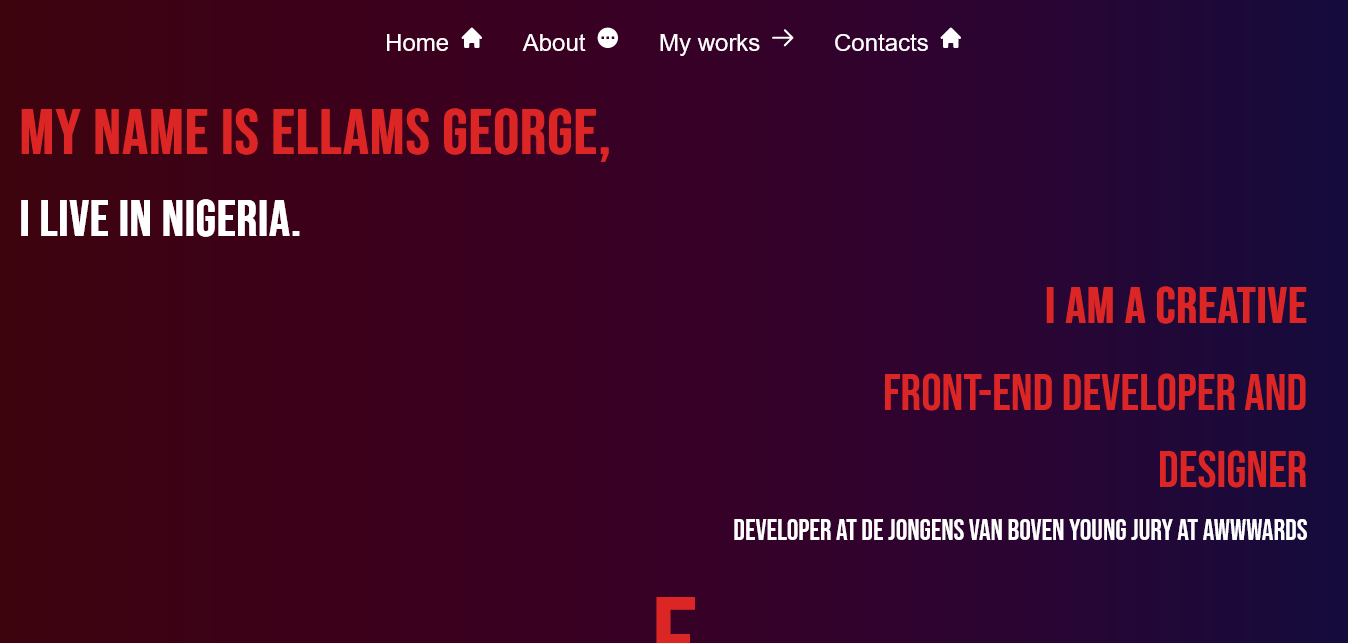 Home About My works Contacts
MY NAME IS ELLAMS GEORGE,
I LIVE IN NIGERIA.
I AM A CREATIVE
FRONT-END DEVELOPER AND
DESIGNER
DEVELOPER AT DE JONGENS VAN BOVEN YOUNG JURY AT AWWWARDS